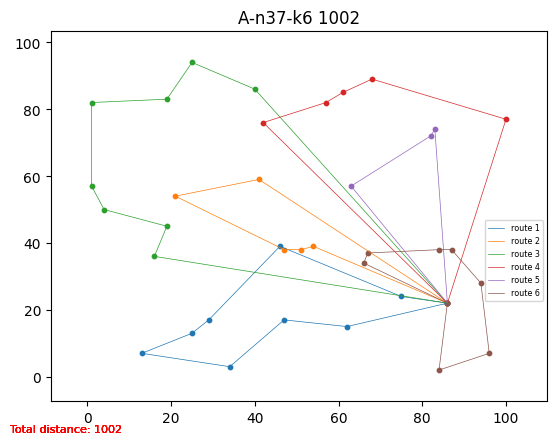 A-n37-k6 1002
100
80
60
40
20
0
route 1
route 2
route 3
route 4
route 5
route 6
0 20 40 60 80 100
Total distance: 1002